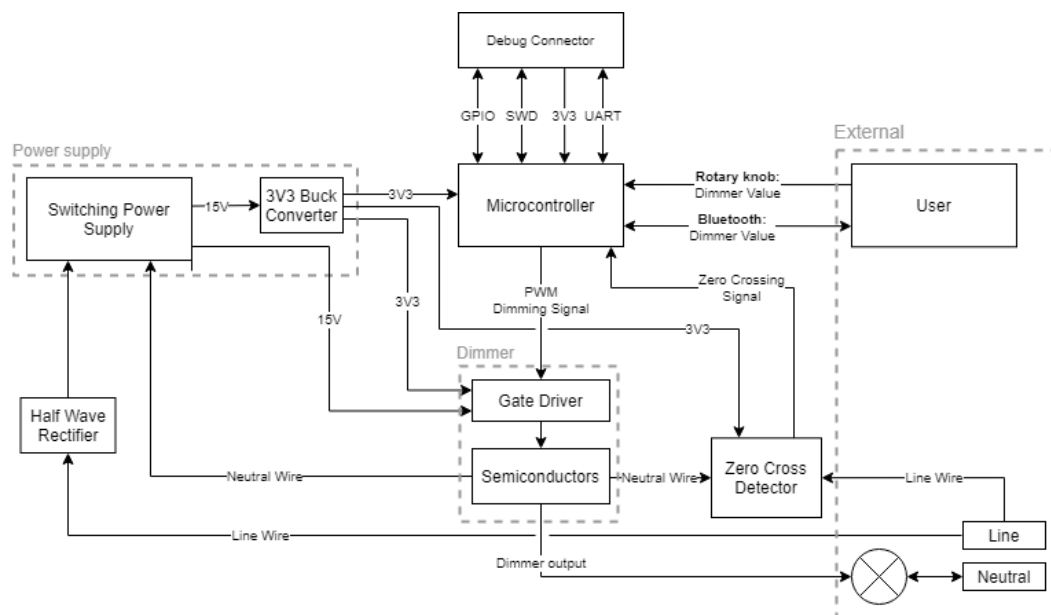 Debug Connector
GPIO
SWD
3V3
UART
Power supply
External
Switching Power
Supply
15V
3V3 Buck
Converter
3V3
Microcontroller
Rotary knob:
Dimmer Value
Bluetooth:
Dimmer Value
User
PWM
Dimming Signal
Zero Crossing
Signal
15V
3V3
3V3
Dimmer
Gate Driver
Half Wave
Rectifier
Semiconductors
Neutral Wire
Neutral Wire
Zero Cross
Detector
Line Wire
Line Wire
Line
Dimmer output
Neutral